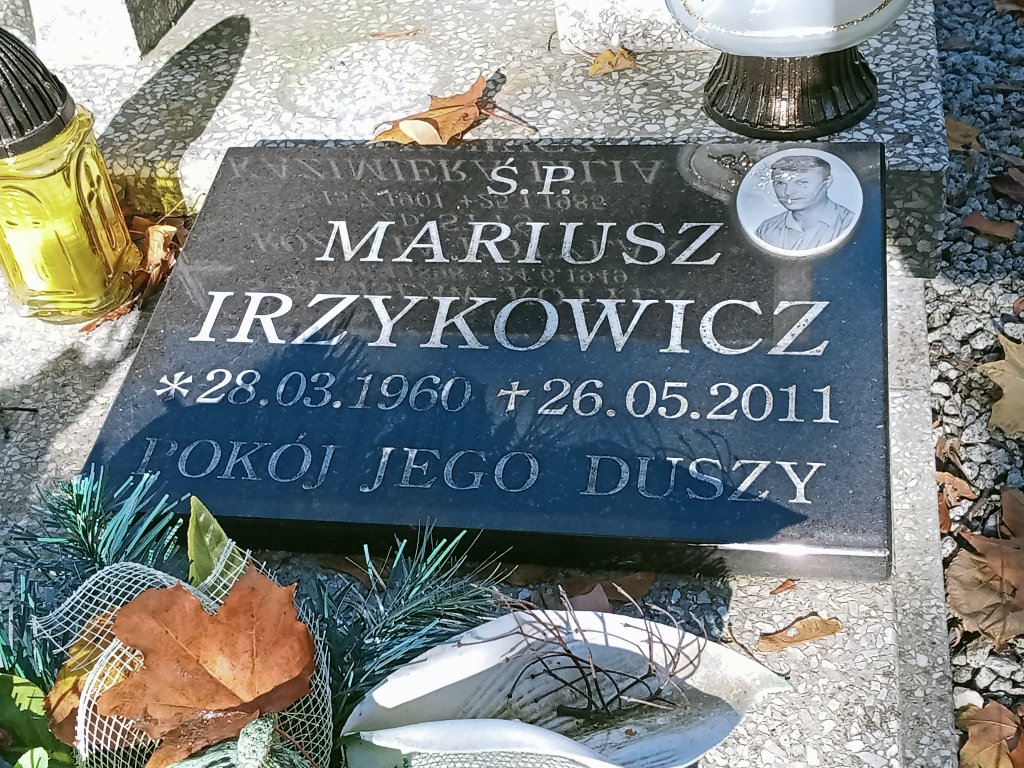 Ś.P.
MARIUSZ
IRZYKOWICZ
*28.03.1960 †26.05.2011
POKÓJ JEGO DUSZY